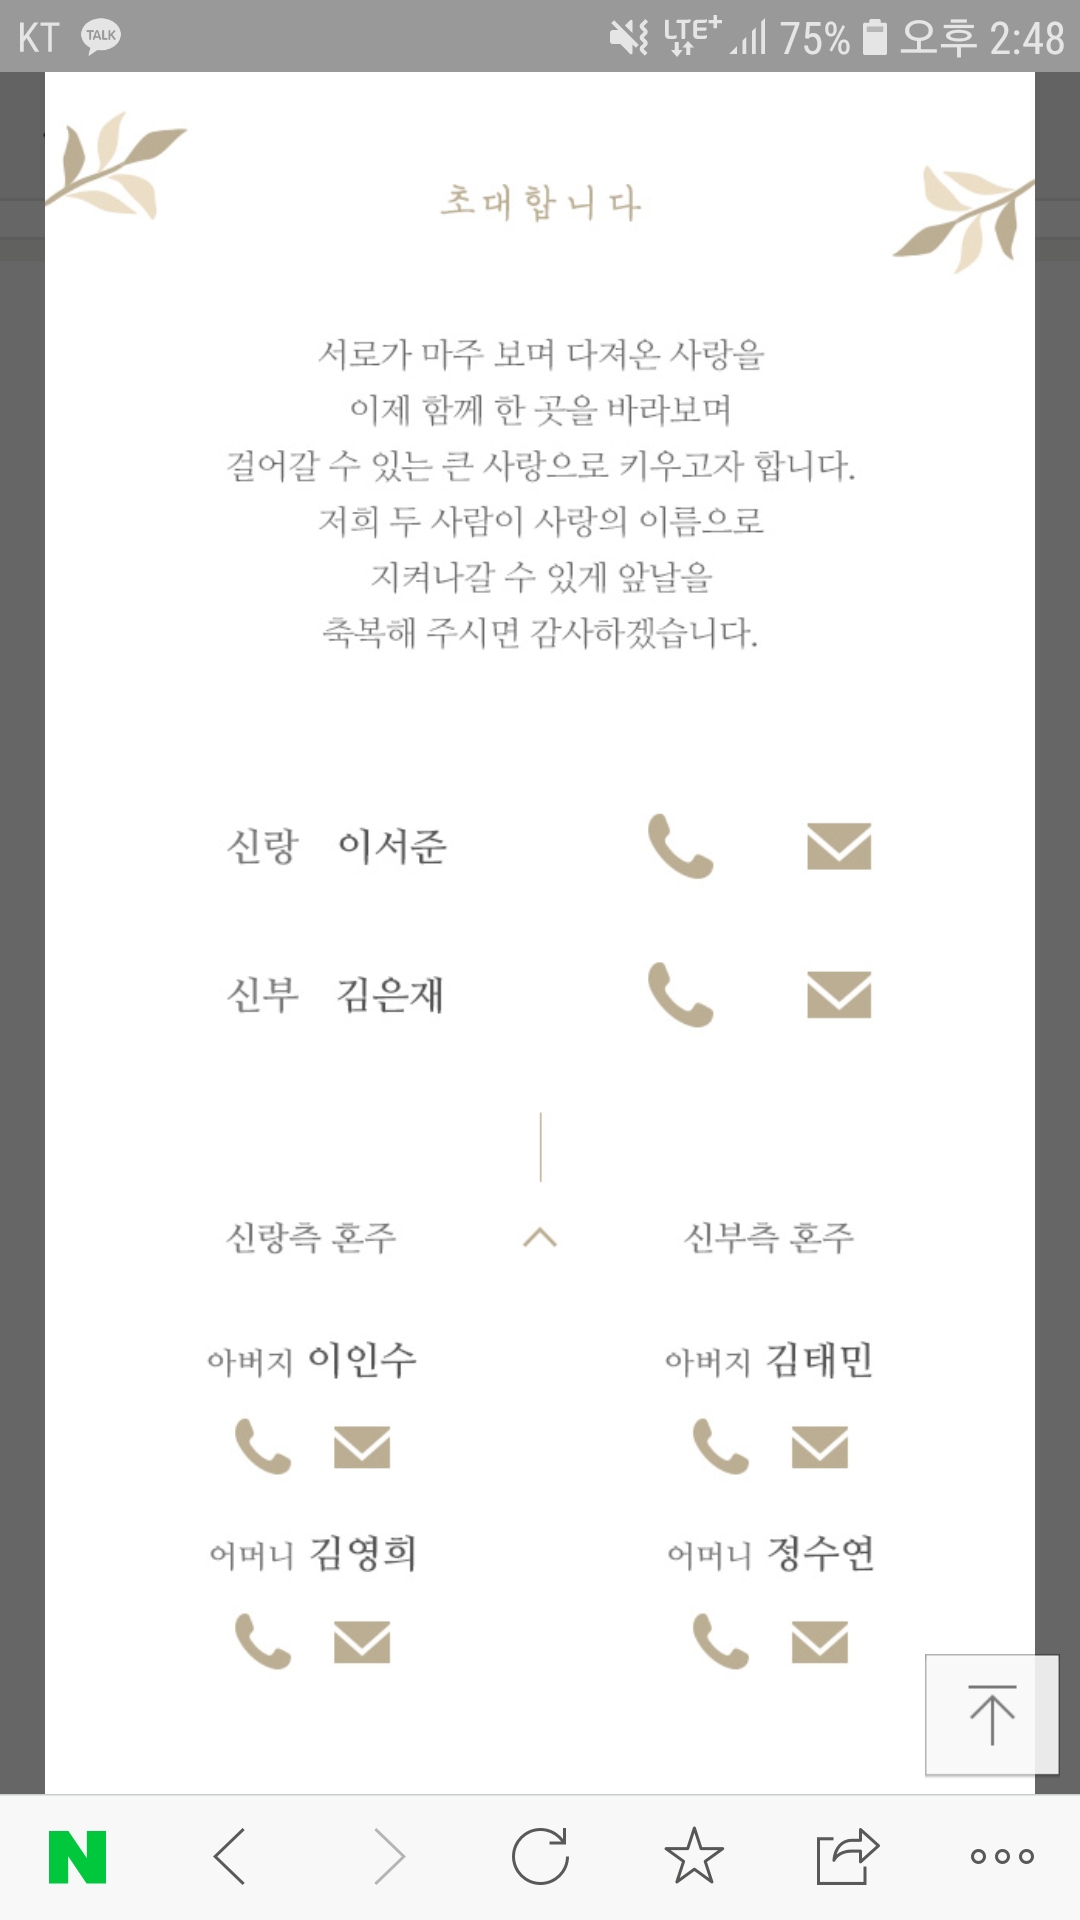 KT TALK LTE+ 75% 오후 2:48
초대합니다
서로가 마주 보며 다져온 사랑을
이제 함께 한 곳을 바라보며
걸어갈 수 있는 큰 사랑으로 키우고자 합니다.
저희 두 사람이 사랑의 이름으로
지켜나갈 수 있게 앞날을
축복해 주시면 감사하겠습니다.
신랑 이서준
신부 김은재
신랑측 혼주 신부측 혼주
아버지 이인수 아버지 김태민
어머니 김영희 어머니 정수연
N